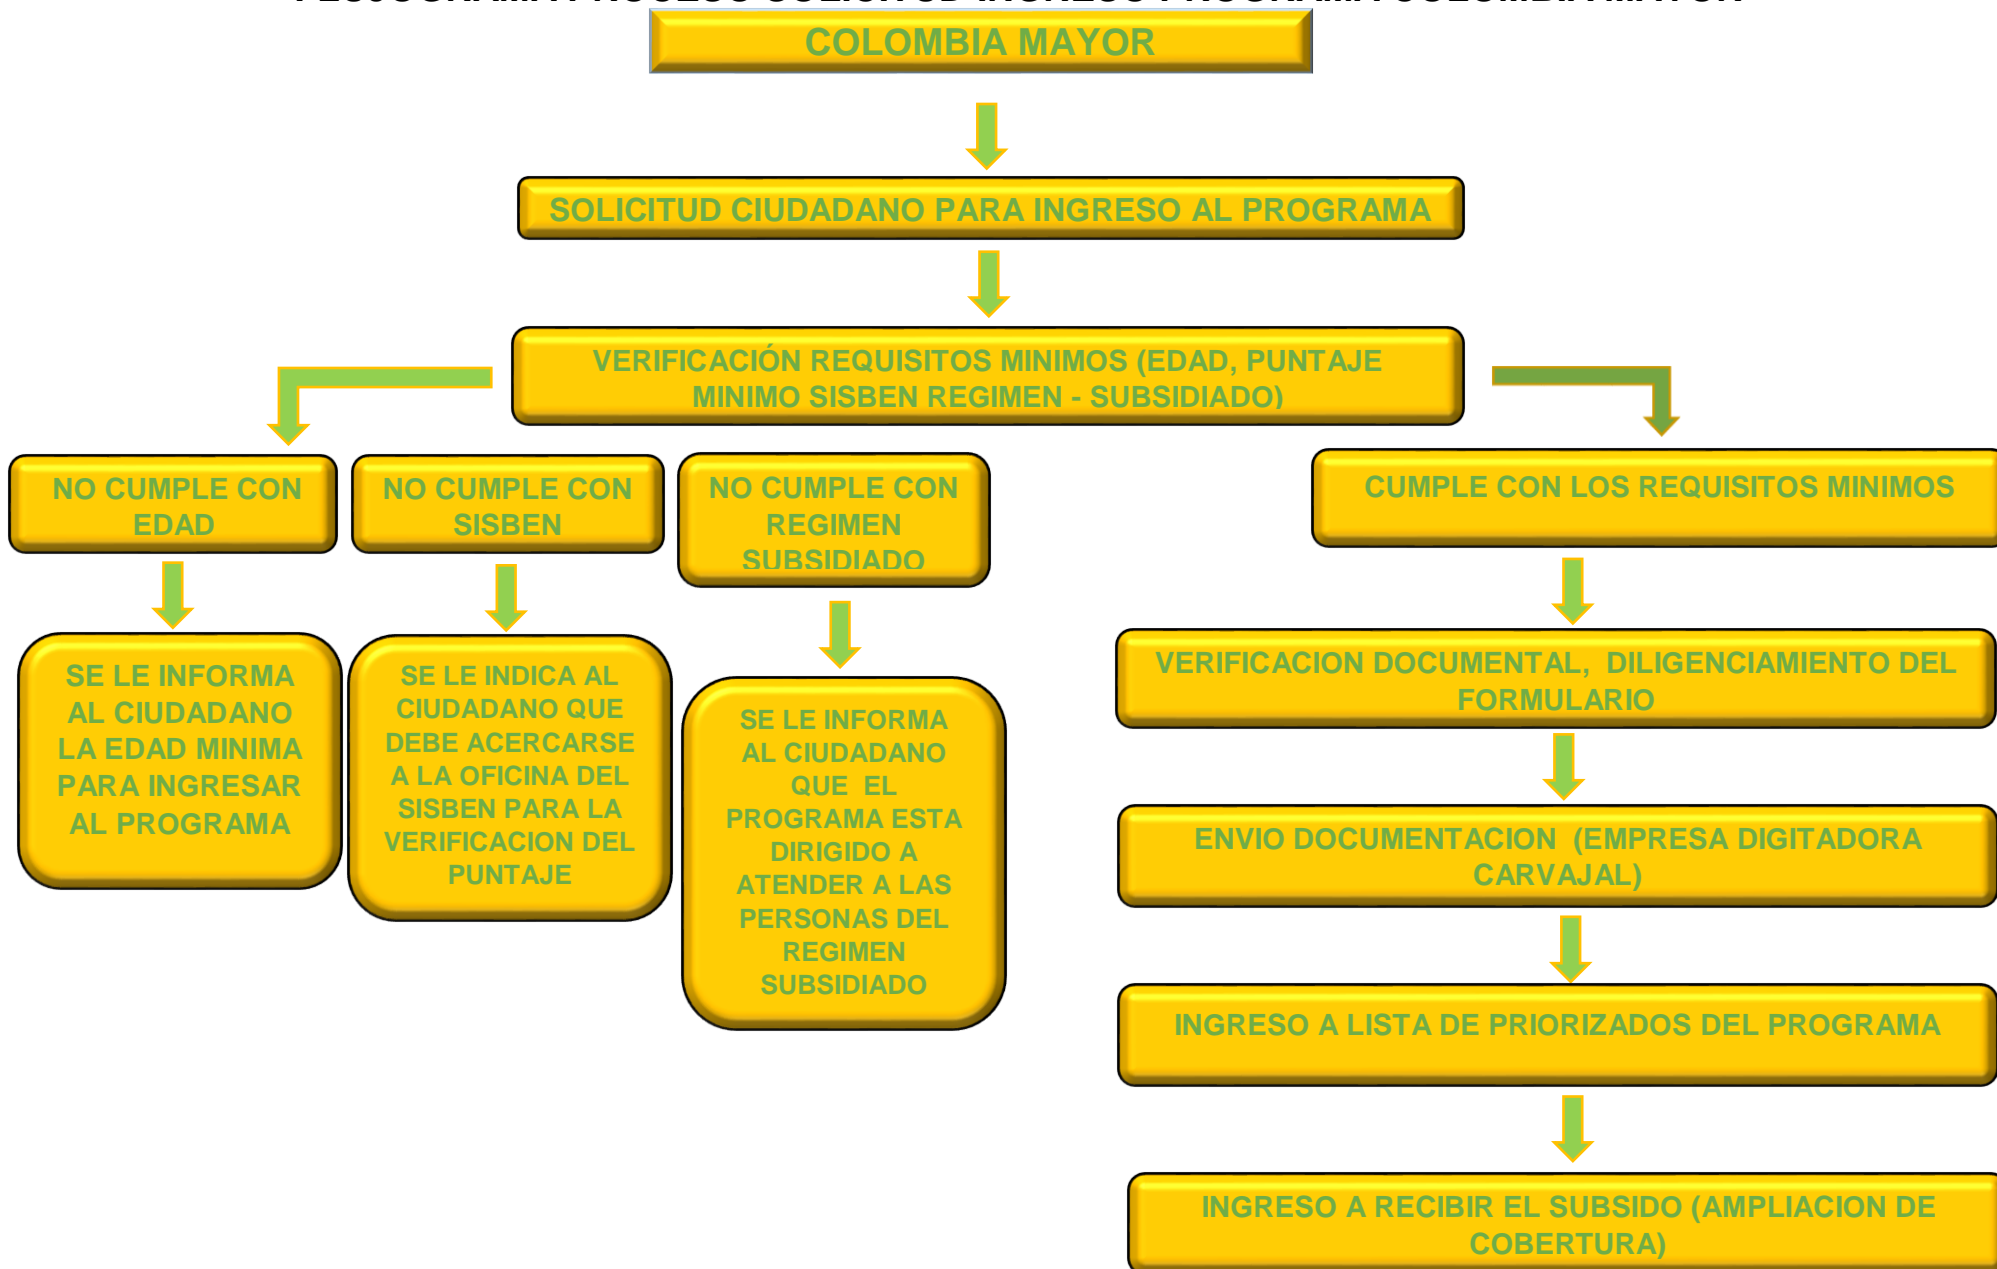 COLOMBIA MAYOR
SOLICITUD CIUDADANO PARA INGRESO AL PROGRAMA
VERIFICACIÓN REQUISITOS MINIMOS (EDAD, PUNTAJE
MINIMO SISBEN REGIMEN - SUBSIDIADO)
NO CUMPLE CON
EDAD
NO CUMPLE CON
SISBEN
NO CUMPLE CON
REGIMEN
SUBSIDIADO
CUMPLE CON LOS REQUISITOS MINIMOS
SE LE INFORMA
AL CIUDADANO
LA EDAD MINIMA
PARA INGRESAR
AL PROGRAMA
SE LE INDICA AL
CIUDADANO QUE
DEBE ACERCARSE
A LA OFICINA DEL
SISBEN PARA LA
VERIFICACION DEL
PUNTAJE
SE LE INFORMA
AL CIUDADANO
QUE EL
PROGRAMA ESTA
DIRIGIDO A
ATENDER A LAS
PERSONAS DEL
REGIMEN
SUBSIDIADO
VERIFICACION DOCUMENTAL, DILIGENCIAMIENTO DEL
FORMULARIO
ENVIO DOCUMENTACION (EMPRESA DIGITADORA
CARVAJAL)
INGRESO A LISTA DE PRIORIZADOS DEL PROGRAMA
INGRESO A RECIBIR EL SUBSIDO (AMPLIACION DE
COBERTURA)